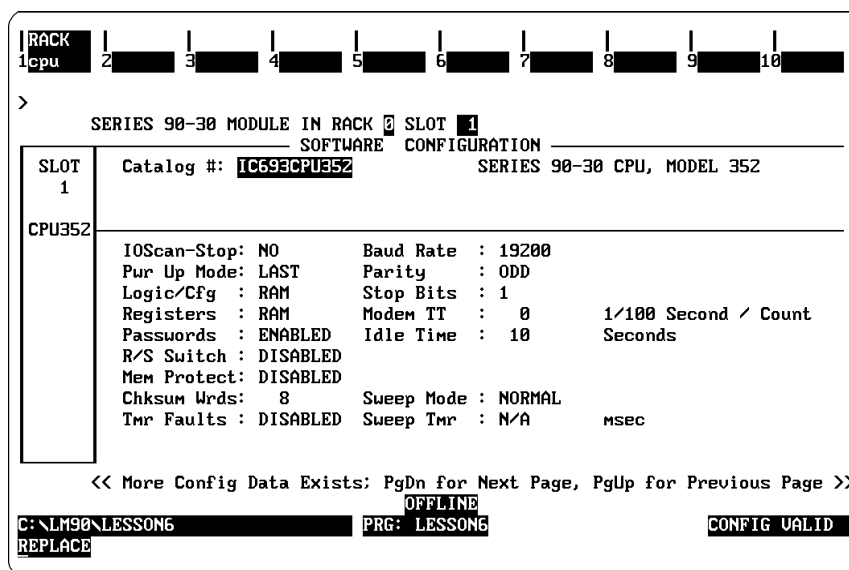 RACK
1cpu 2 3 4 5 6 7 8 9 10
>
SERIES 90-30 MODULE IN RACK 0 SLOT 1
SOFTWARE CONFIGURATION
SLOT Catalog #: IC693CPU352 SERIES 90-30 CPU, MODEL 352
1
CPU352
IOScan-Stop: NO Baud Rate : 19200
Pwr Up Mode: LAST Parity : ODD
Logic/Cfg : RAM Stop Bits : 1
Registers : RAM Modem TT : 0 1/100 Second / Count
Passwords : ENABLED Idle Time : 10 Seconds
R/S Switch : DISABLED
Mem Protect: DISABLED
Chksum Wrds: 8 Sweep Mode : NORMAL
Tmr Faults : DISABLED Sweep Tmr : N/A msec
<< More Config Data Exists; PgDn for Next Page, PgUp for Previous Page >>
OFFLINE
C:\LM90\LESSON6 PRG: LESSON6 CONFIG VALID
REPLACE